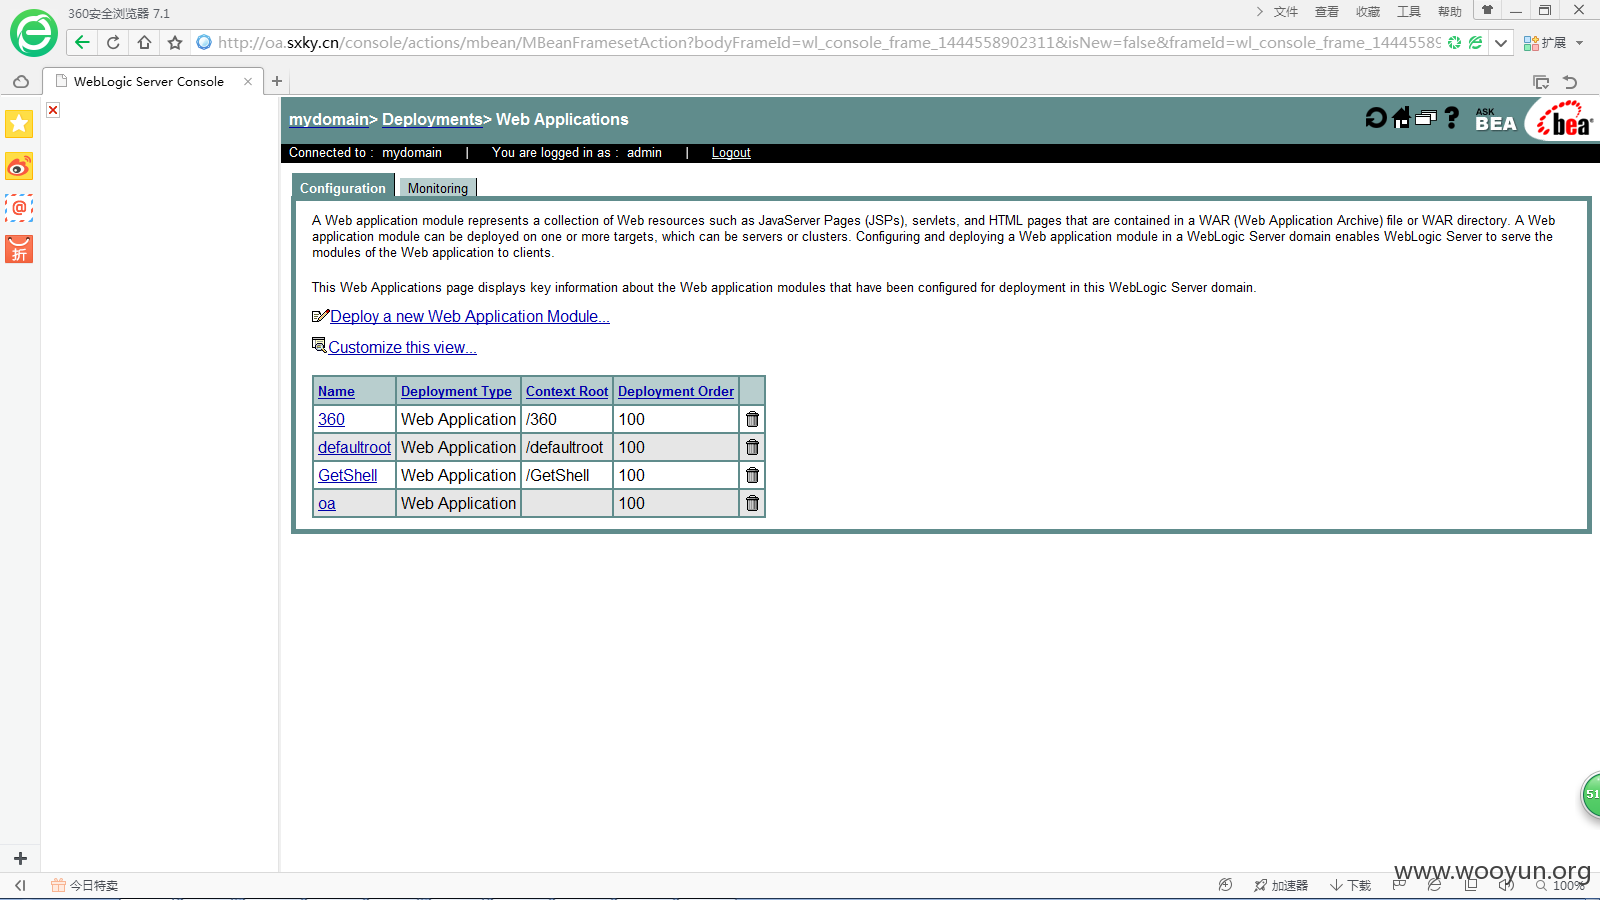 360安全浏览器 7.1
文件 查看 收藏 工具 帮助
http://oa.sxky.cn/console/actions/mbean/MBeanFramesetAction?bodyFrameId=wl_console_frame_1444558902311&isNew=false&frameId=wl_console_frame_14445589
扩展
WebLogic Server Console
mydomain> Deployments> Web Applications
ASK BEA
bea
Connected to : mydomain | You are logged in as : admin | Logout
Configuration Monitoring
A Web application module represents a collection of Web resources such as JavaServer Pages (JSPs), servlets, and HTML pages that are contained in a WAR (Web Application Archive) file or WAR directory. A Web
application module can be deployed on one or more targets, which can be servers or clusters. Configuring and deploying a Web application module in a WebLogic Server domain enables WebLogic Server to serve the
modules of the Web application to clients.
This Web Applications page displays key information about the Web application modules that have been configured for deployment in this WebLogic Server domain.
Deploy a new Web Application Module...
Customize this view...
Name Deployment Type Context Root Deployment Order
360 Web Application /360 100
defaultroot Web Application /defaultroot 100
GetShell Web Application /GetShell 100
oa Web Application 100
折
51
www.wooyun.org
今日特卖
加速器 下载 100%